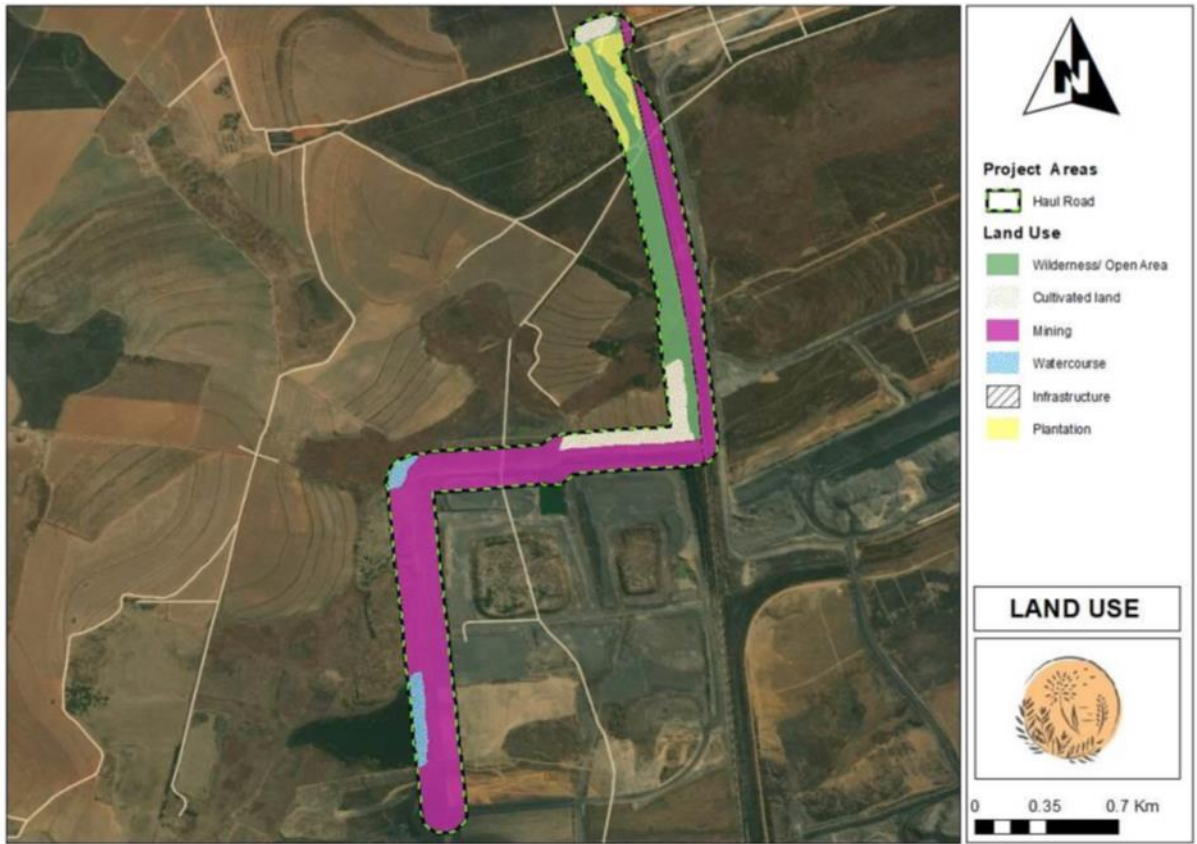 N
Project Areas
Haul Road
Land Use
Wilderness/ Open Area
Cultivated land
Mining
Watercourse
Infrastructure
Plantation
LAND USE
0 0.35 0.7 Km